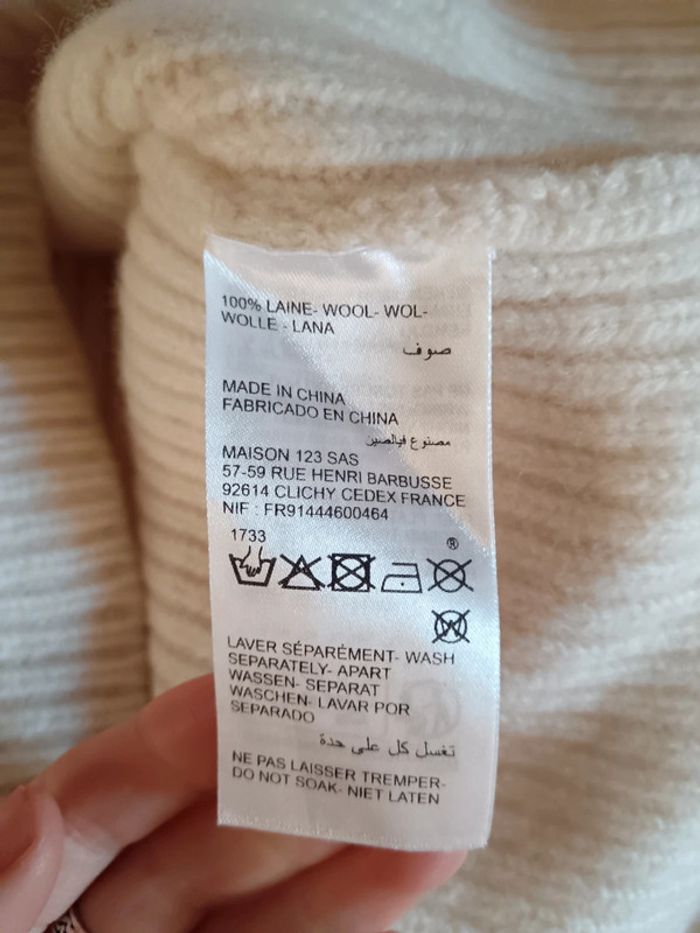 100% LAINE- WOOL- WOL-
WOLLE - LANA
صوف
MADE IN CHINA
FABRICADO EN CHINA
مصنوع فيالصين
MAISON 123 SAS
57-59 RUE HENRI BARBUSSE
92614 CLICHY CEDEX FRANCE
NIF : FR91444600464
1733
®
W
LAVER SÉPARÉMENT- WASH
SEPARATELY- APART
WASSEN- SEPARAT
WASCHEN- LAVAR POR
SEPARADO
تغسل كل على حدة
NE PAS LAISSER TREMPER-
DO NOT SOAK- NIET LATEN